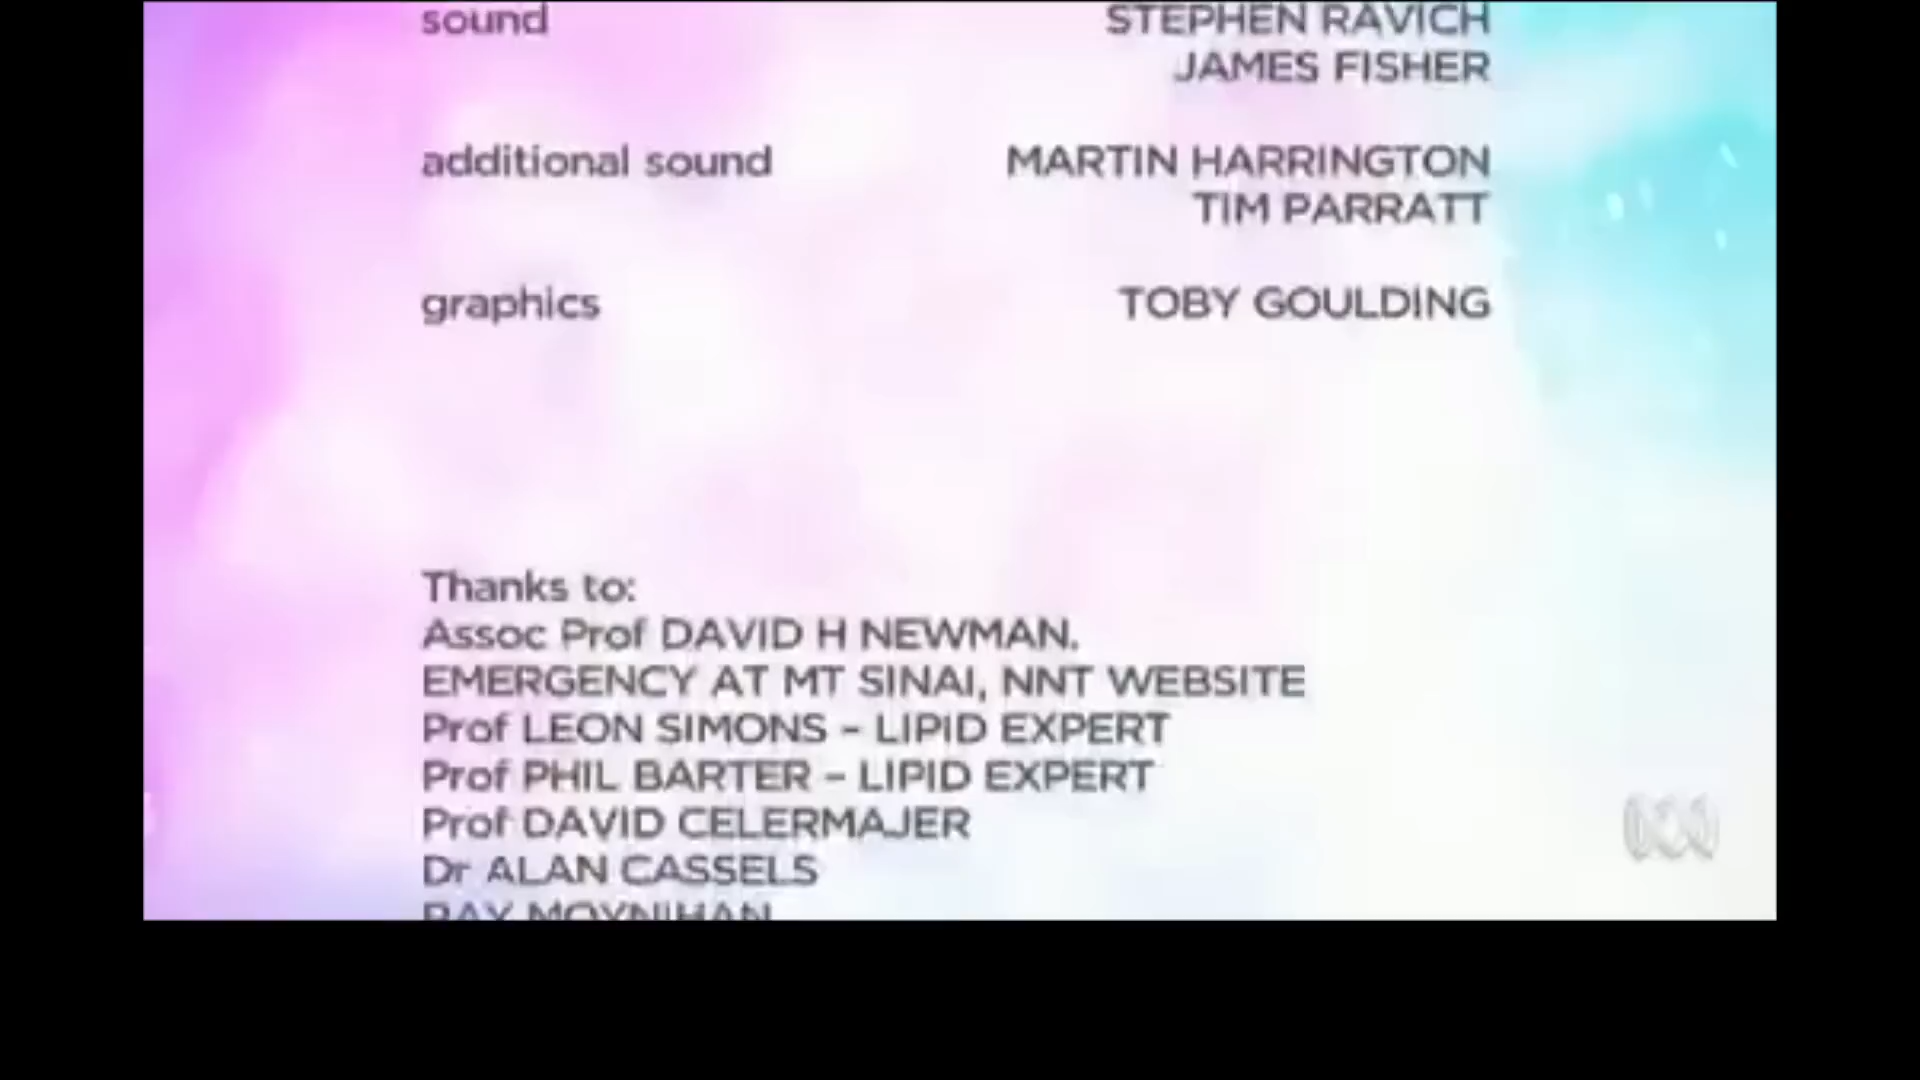 sound STEPHEN RAVICH
JAMES FISHER
additional sound MARTIN HARRINGTON
TIM PARRATT
graphics TOBY GOULDING
Thanks to:
Assoc Prof DAVID H NEWMAN.
EMERGENCY AT MT SINAI, NNT WEBSITE
Prof LEON SIMONS – LIPID EXPERT
Prof PHIL BARTER – LIPID EXPERT
Prof DAVID CELERMAJER
Dr ALAN CASSELS
RAY MOYNIHAN